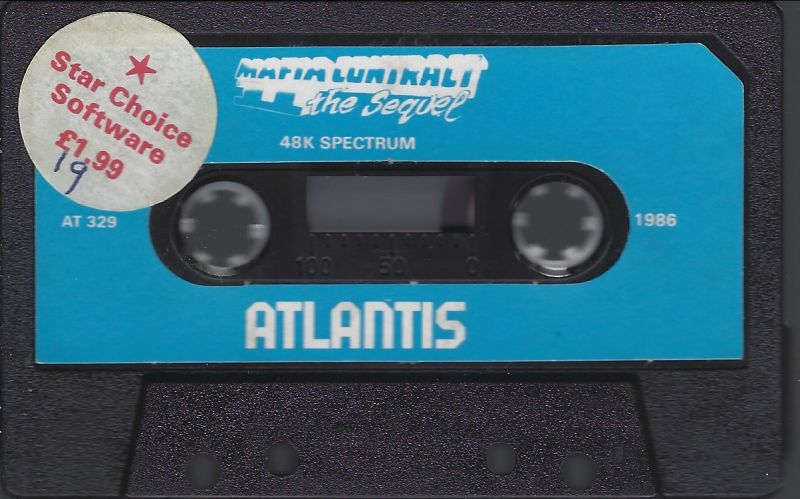 Star Choice
Software
£1.99
19
MAFIA CONTRACT
the Sequel
48K SPECTRUM
AT 329
1986
100 50 0
ATLANTIS